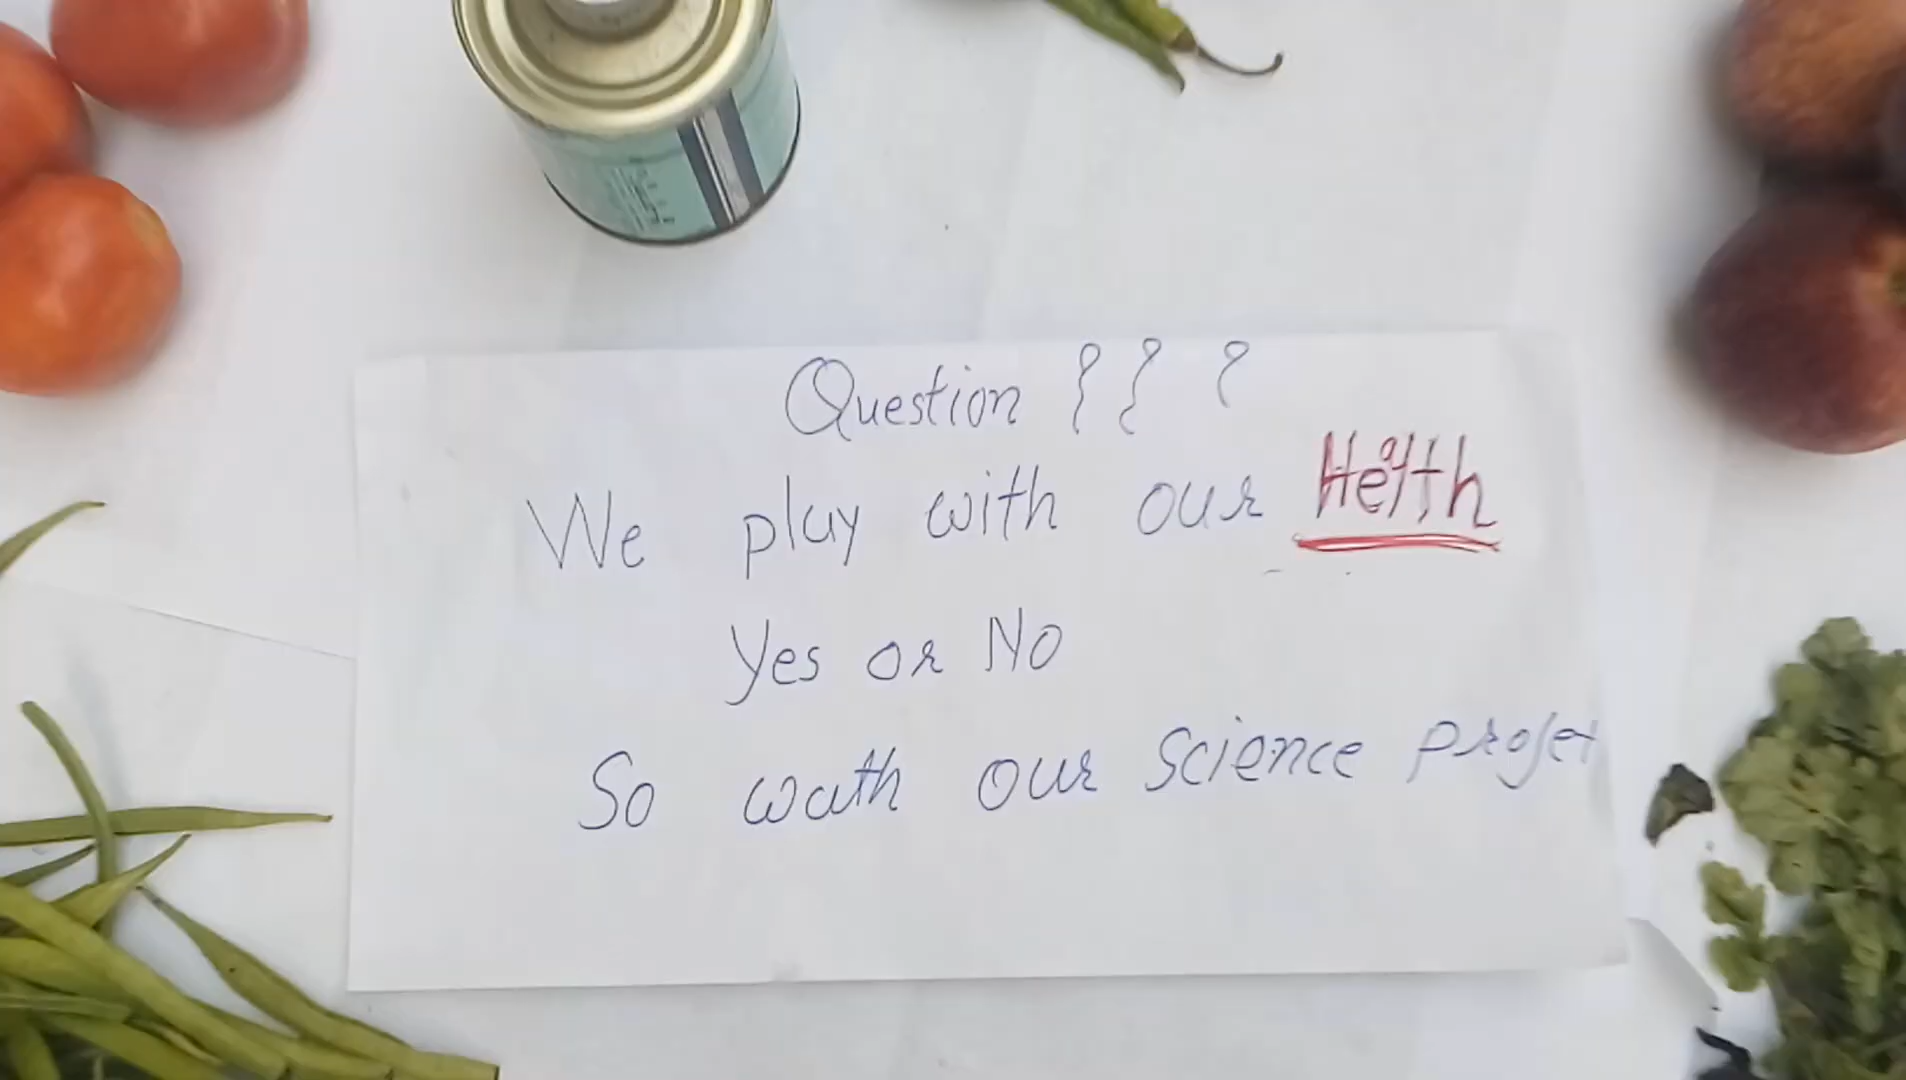 Question ? ? ?
We play with our Helth
Yes or No
So wath our science projet